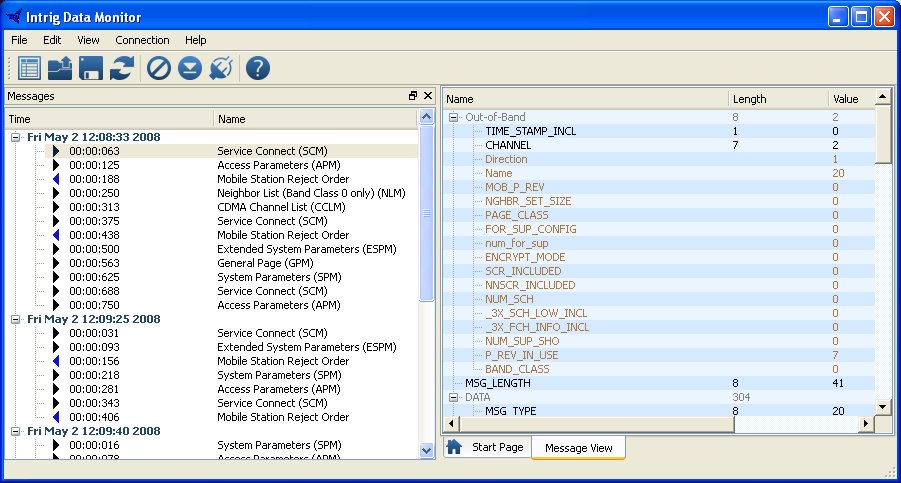 Intrig Data Monitor
File Edit View Connection Help
Messages
Time Name
Fri May 2 12:08:33 2008
00:00:063 Service Connect (SCM)
00:00:125 Access Parameters (APM)
00:00:188 Mobile Station Reject Order
00:00:250 Neighbor List (Band Class 0 only) (NLM)
00:00:313 CDMA Channel List (CCLM)
00:00:375 Service Connect (SCM)
00:00:438 Mobile Station Reject Order
00:00:500 Extended System Parameters (ESPM)
00:00:563 General Page (GPM)
00:00:625 System Parameters (SPM)
00:00:688 Service Connect (SCM)
00:00:750 Access Parameters (APM)
Fri May 2 12:09:25 2008
00:00:031 Service Connect (SCM)
00:00:093 Extended System Parameters (ESPM)
00:00:156 Mobile Station Reject Order
00:00:218 System Parameters (SPM)
00:00:281 Access Parameters (APM)
00:00:343 Service Connect (SCM)
00:00:406 Mobile Station Reject Order
Fri May 2 12:09:40 2008
00:00:016 System Parameters (SPM)
00:00:078 Access Parameters (APM)
Name Length Value
Out-of-Band 8 2
TIME_STAMP_INCL 1 0
CHANNEL 7 2
Direction 1
Name 20
MOB_P_REV 0
NGHBR_SET_SIZE 0
PAGE_CLASS 0
FOR_SUP_CONFIG 0
num_for_sup 0
ENCRYPT_MODE 0
SCR_INCLUDED 0
NNSCR_INCLUDED 0
NUM_SCH 0
_3X_SCH_LOW_INCL 0
_3X_FCH_INFO_INCL 0
NUM_SUP_SHO 0
P_REV_IN_USE 7
BAND_CLASS 0
MSG_LENGTH 8 41
DATA 304
MSG_TYPE 8 20
Start Page Message View